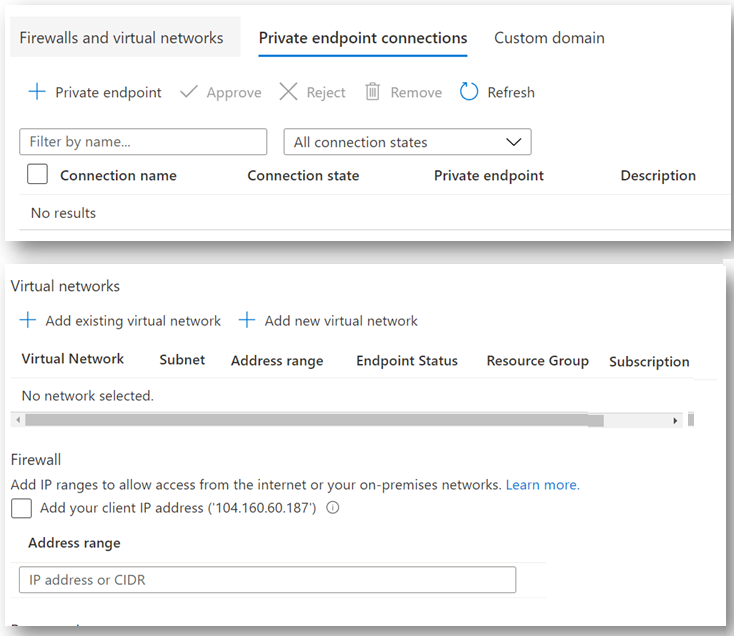 Firewalls and virtual networks Private endpoint connections Custom domain
Private endpoint Approve Reject Remove Refresh
Filter by name... All connection states
Connection name Connection state Private endpoint Description
No results
Virtual networks
Add existing virtual network Add new virtual network
Virtual Network Subnet Address range Endpoint Status Resource Group Subscription
No network selected.
Firewall
Add IP ranges to allow access from the internet or your on-premises networks. Learn more.
Add your client IP address ('104.160.60.187')
Address range
IP address or CIDR